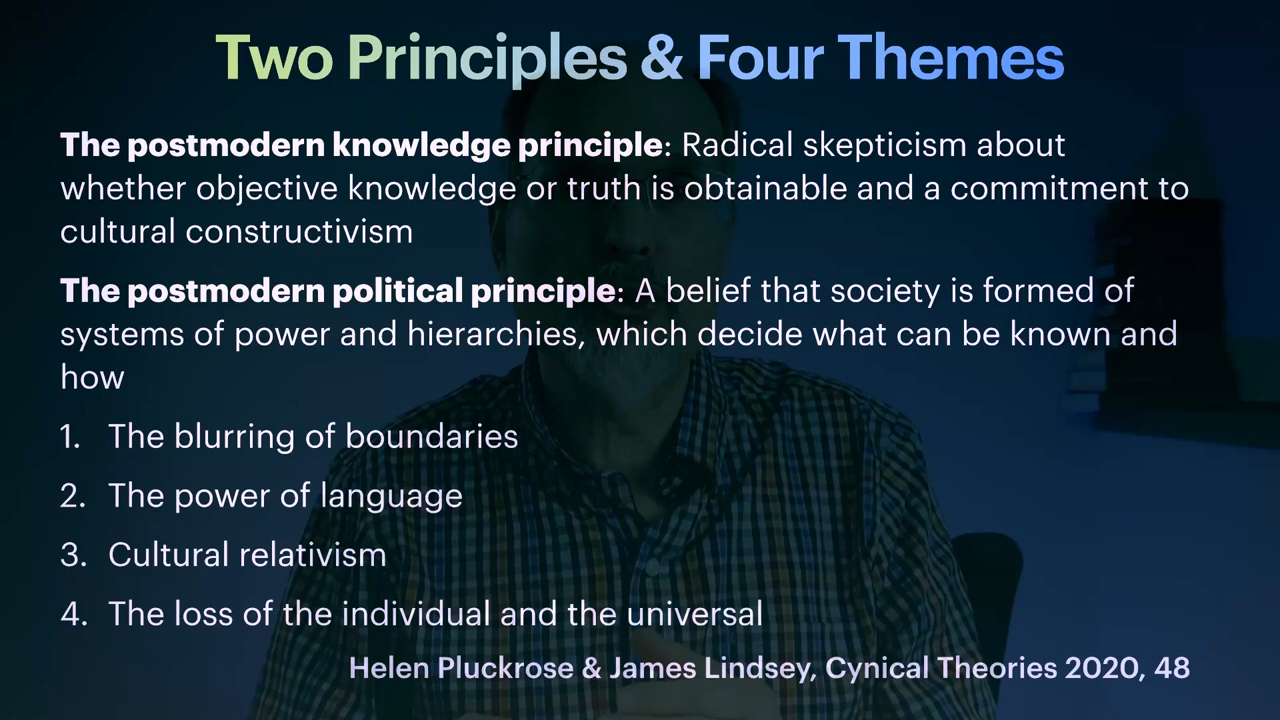 Two Principles & Four Themes
The postmodern knowledge principle: Radical skepticism about
whether objective knowledge or truth is obtainable and a commitment to
cultural constructivism
The postmodern political principle: A belief that society is formed of
systems of power and hierarchies, which decide what can be known and
how
1. The blurring of boundaries
2. The power of language
3. Cultural relativism
4. The loss of the individual and the universal
Helen Pluckrose & James Lindsey, Cynical Theories 2020, 48